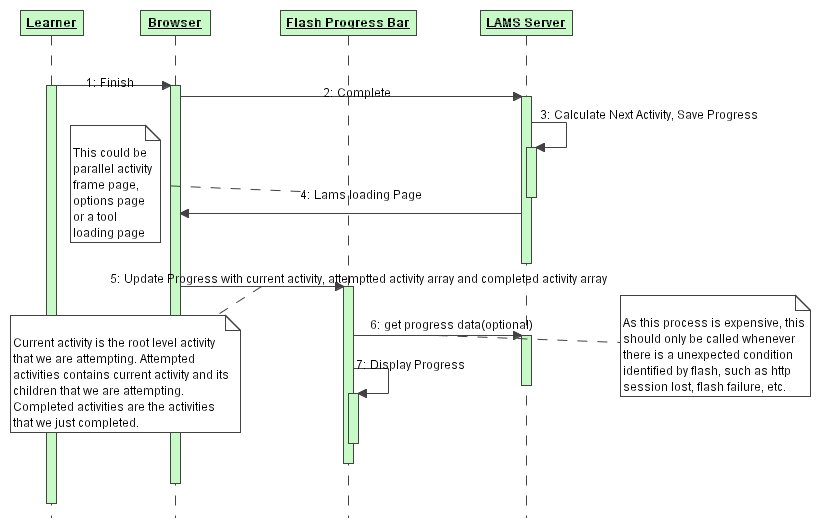 Learner
Browser
Flash Progress Bar
LAMS Server
1: Finish
2: Complete
3: Calculate Next Activity, Save Progress
This could be
parallel activity
frame page,
options page
or a tool
loading page
4: Lams loading Page
5: Update Progress with current activity, attemptted activity array and completed activity array
6: get progress data(optional)
As this process is expensive, this
should only be called whenever
there is a unexpected condition
identified by flash, such as http
session lost, flash failure, etc.
Current activity is the root level activity
that we are attempting. Attempted
activities contains current activity and its
children that we are attempting.
Completed activities are the activities
that we just completed.
7: Display Progress